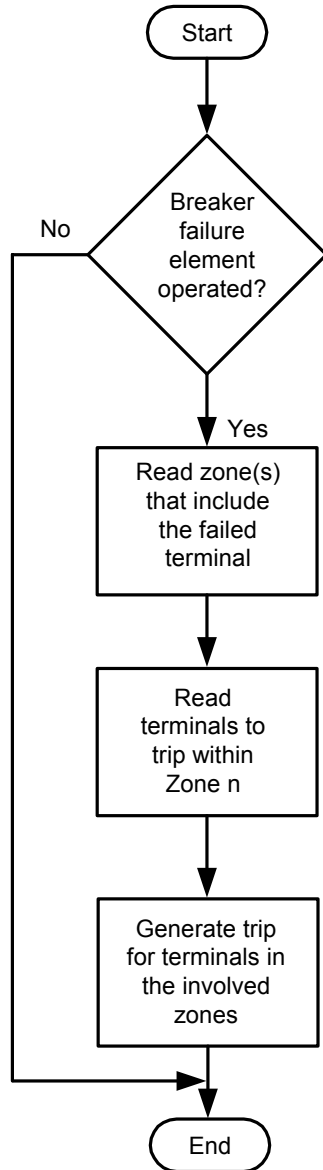 Start
Breaker
failure
element
operated?
No
Yes
Read zone(s)
that include
the failed
terminal
Read
terminals to
trip within
Zone n
Generate trip
for terminals in
the involved
zones
End